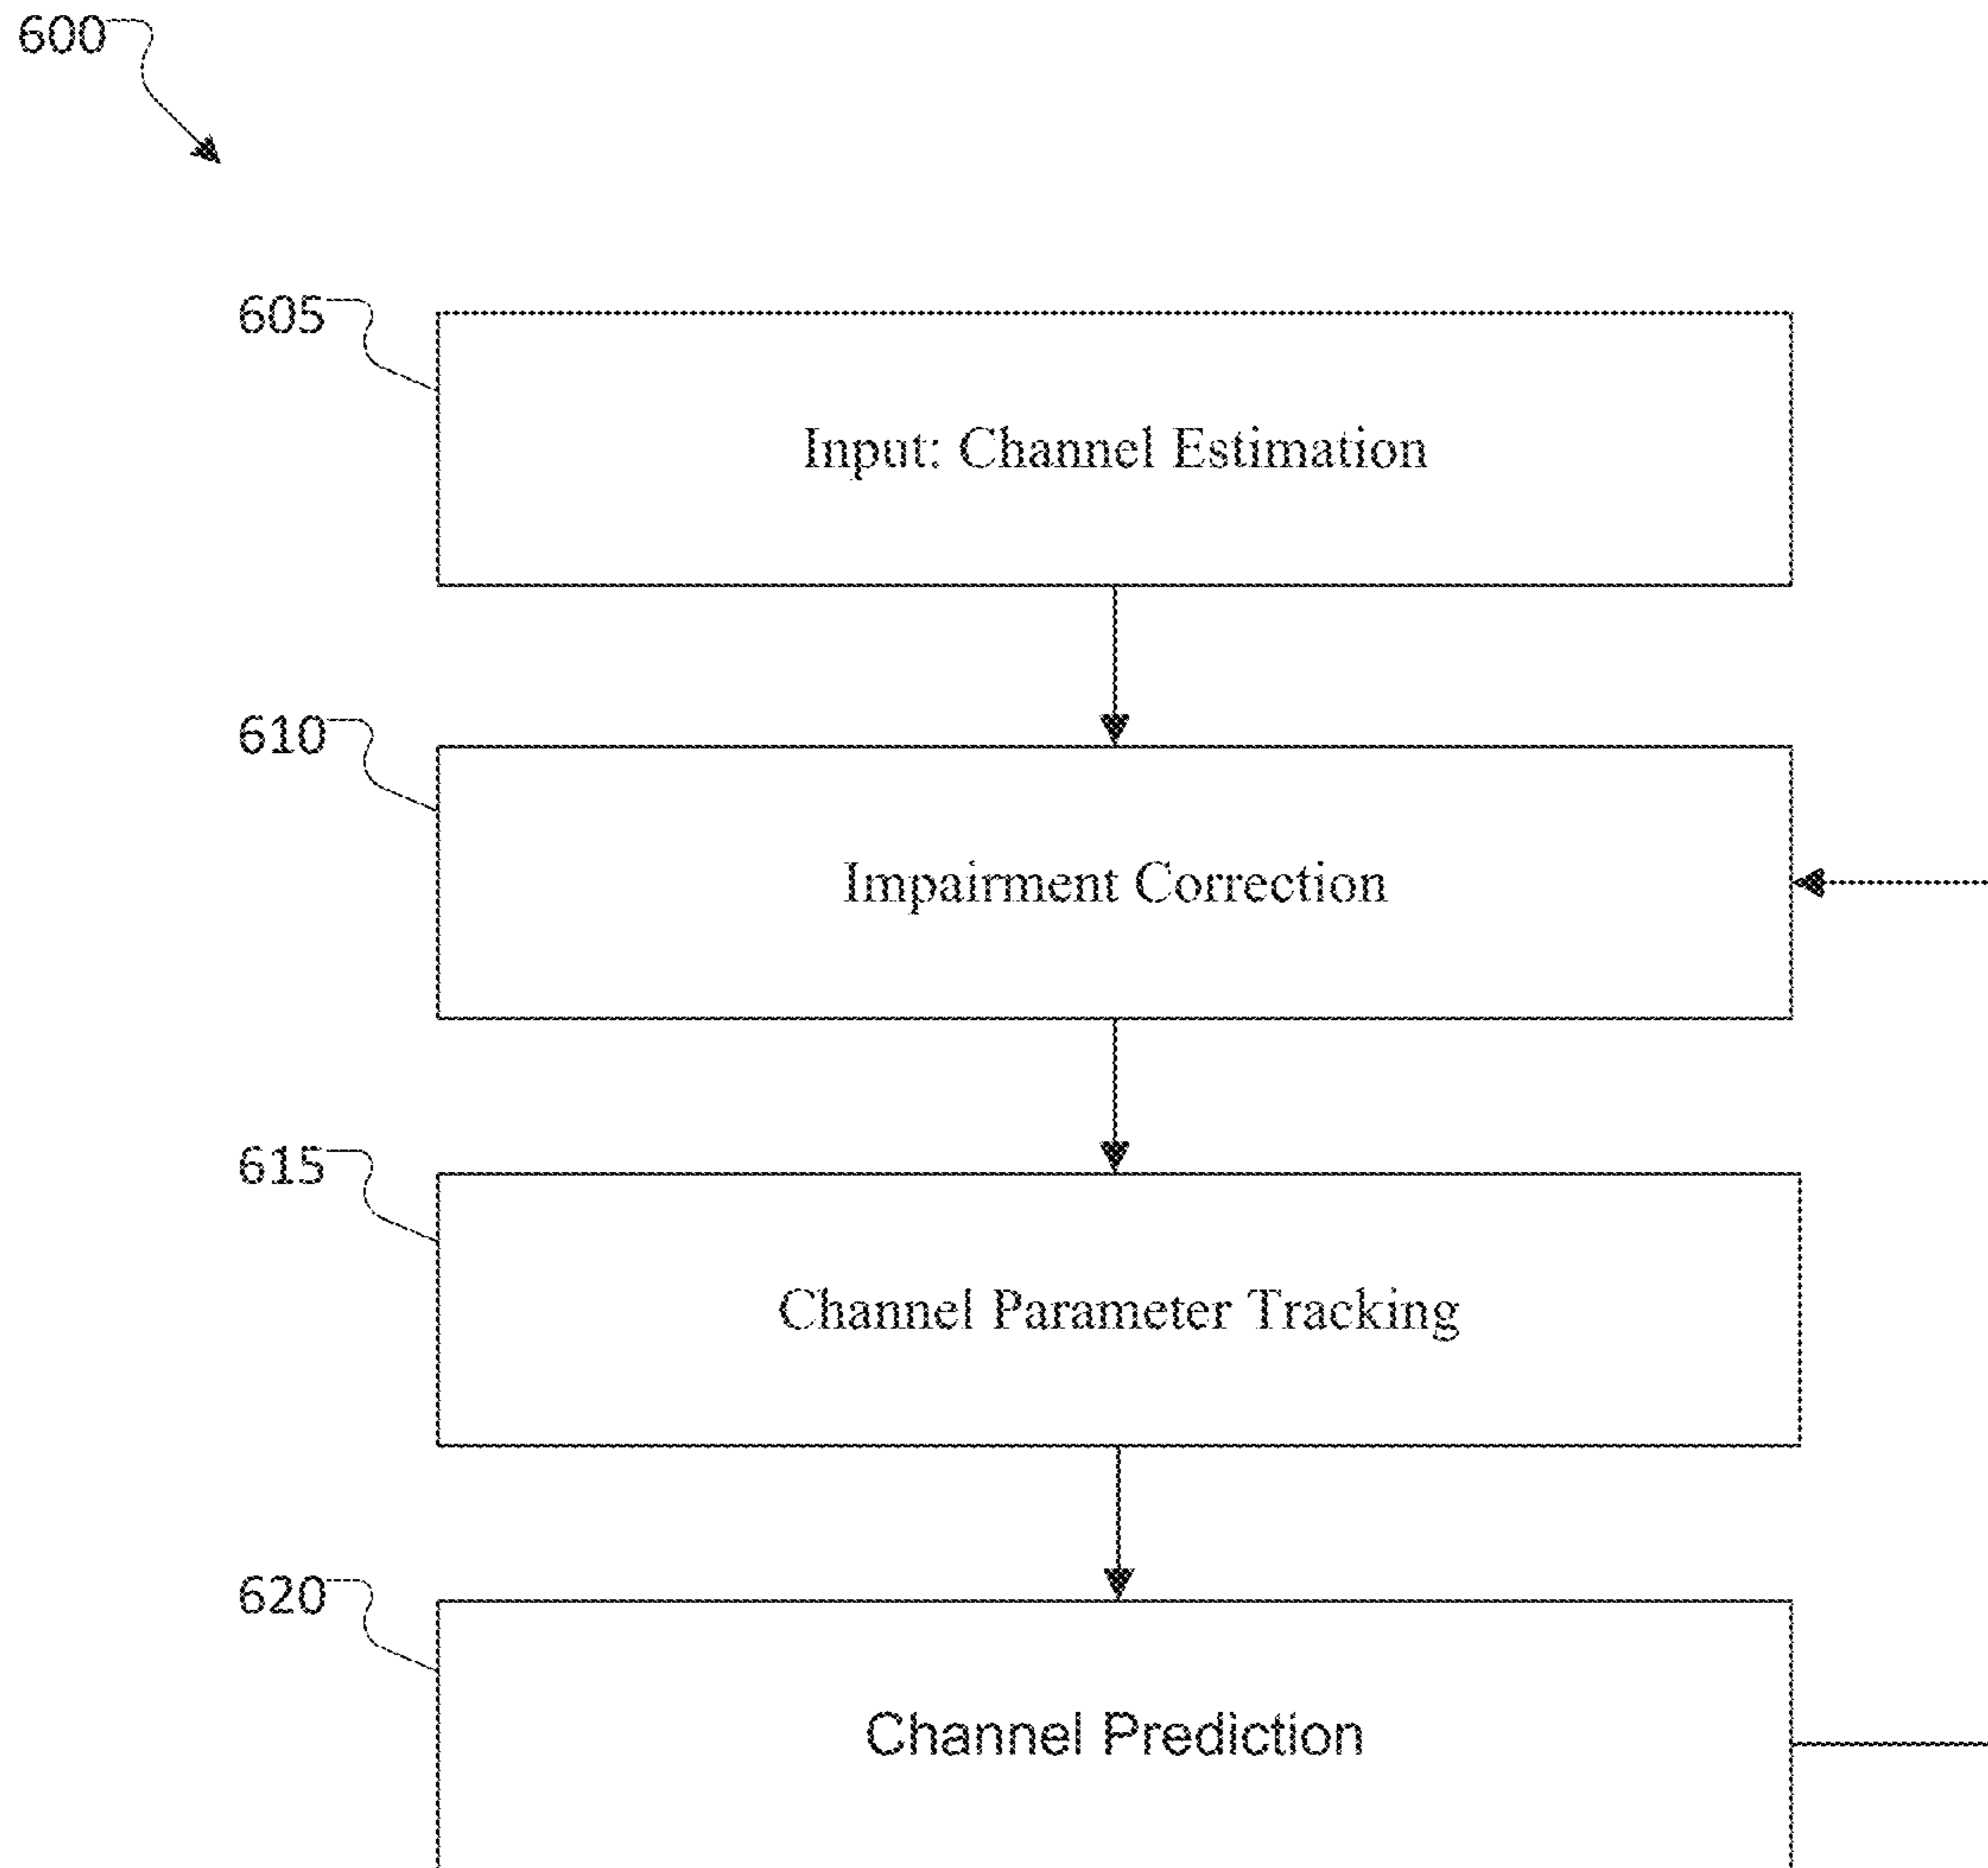 600
605
Input: Channel Estimation
610
Impairment Correction
615
Channel Parameter Tracking
620
Channel Prediction